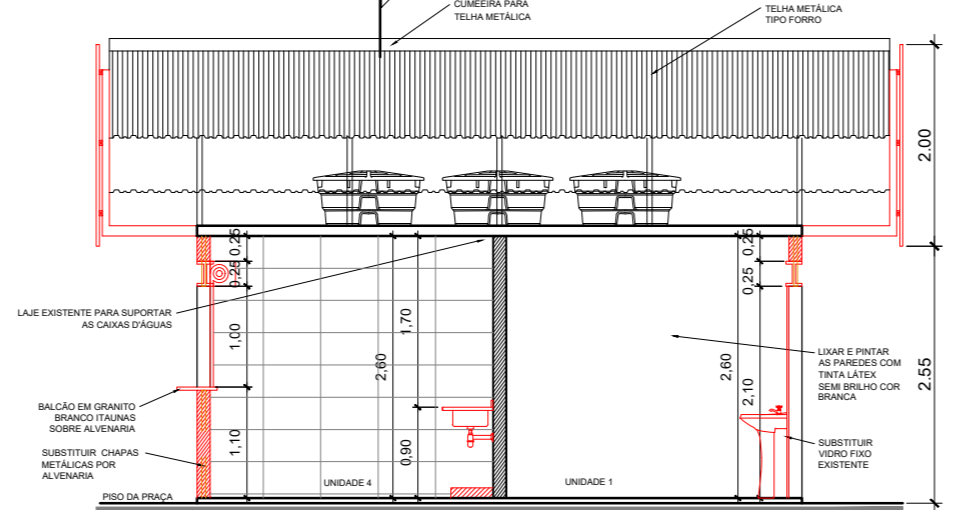 CUMEEIRA PARA
TELHA METÁLICA
TELHA METÁLICA
TIPO FORRO
2.00
0,25
0,25
0,25
0,25
LAJE EXISTENTE PARA SUPORTAR
AS CAIXAS D'ÁGUAS
1,00
1,70
2,60
2,60
2,10
2.55
LIXAR E PINTAR
AS PAREDES COM
TINTA LÁTEX
SEMI BRILHO COR
BRANCA
BALCÃO EM GRANITO
BRANCO ITAUNAS
SOBRE ALVENARIA
1,10
0,90
SUBSTITUIR CHAPAS
METÁLICAS POR
ALVENARIA
SUBSTITUIR
VIDRO FIXO
EXISTENTE
UNIDADE 4
UNIDADE 1
PISO DA PRAÇA